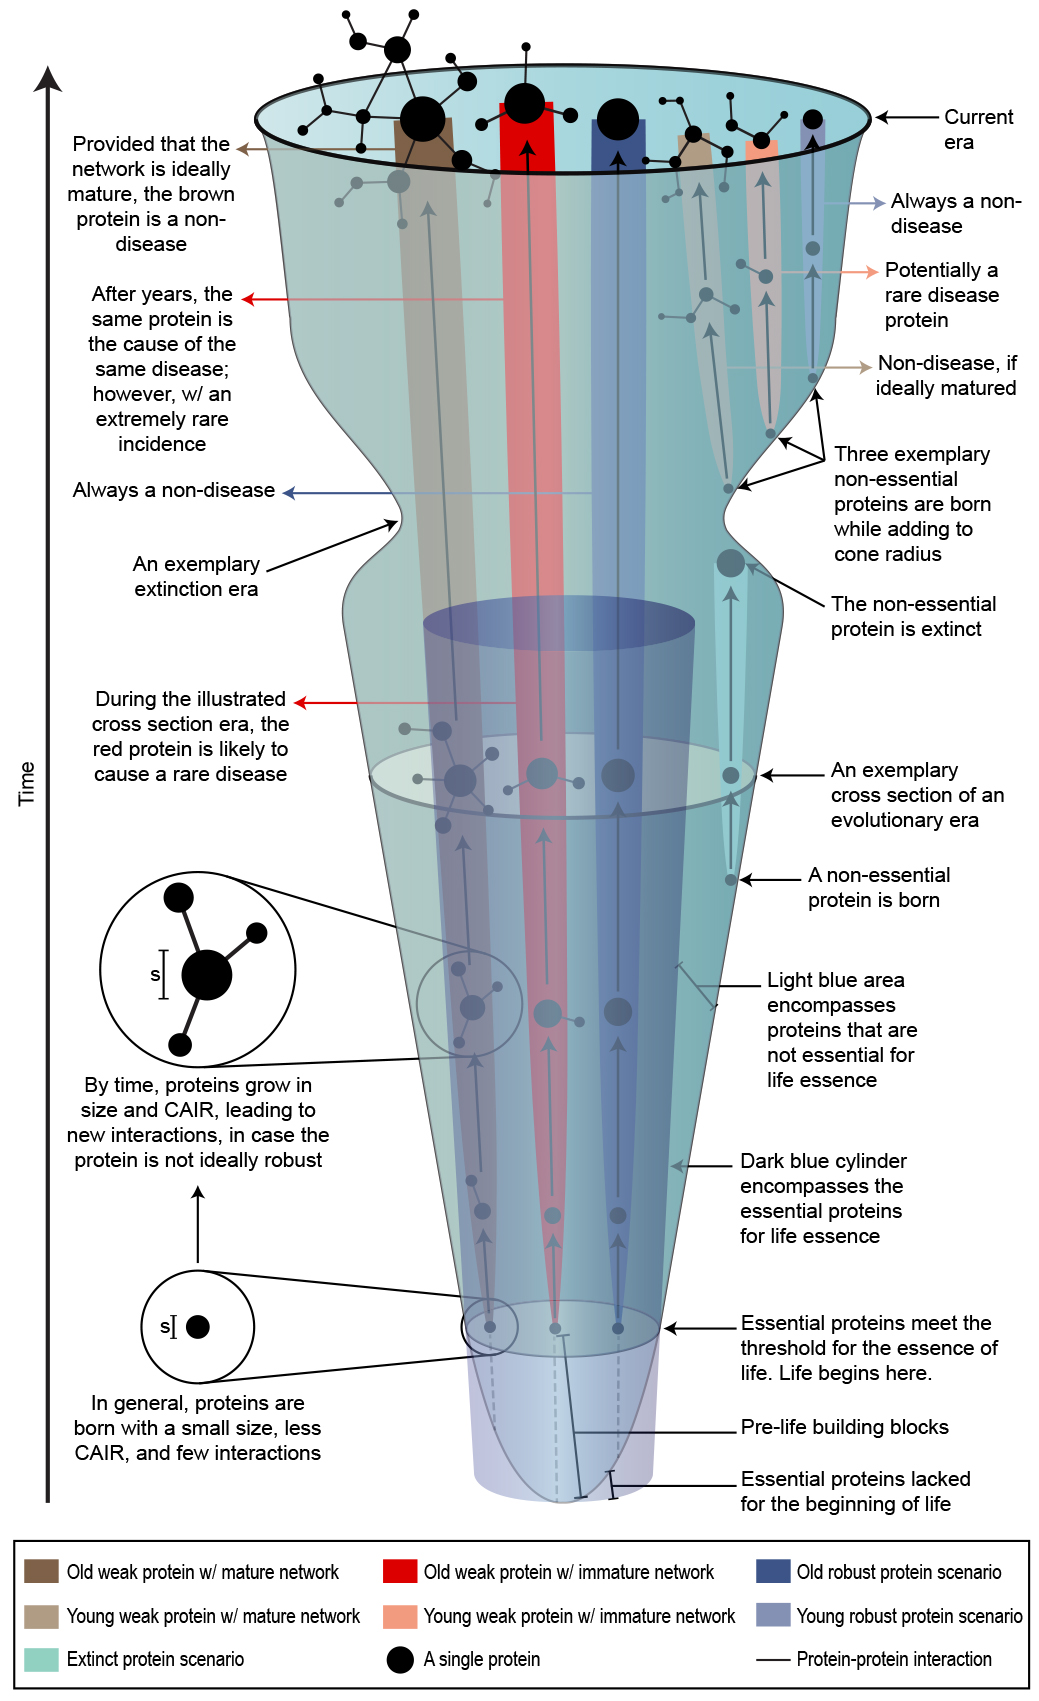 Current
era
Provided that the
network is ideally
mature, the brown
protein is a non-
disease
Always a non-
disease
Potentially a
rare disease
protein
After years, the
same protein is
the cause of the
same disease;
however, w/ an
extremely rare
incidence
Non-disease, if
ideally matured
Three exemplary
non-essential
proteins are born
while adding to
cone radius
Always a non-disease
An exemplary
extinction era
The non-essential
protein is extinct
During the illustrated
cross section era, the
red protein is likely to
cause a rare disease
An exemplary
cross section of an
evolutionary era
Time
A non-essential
protein is born
s
Light blue area
encompasses
proteins that are
not essential for
life essence
By time, proteins grow in
size and CAIR, leading to
new interactions, in case the
protein is not ideally robust
Dark blue cylinder
encompasses the
essential proteins
for life essence
s
Essential proteins meet the
threshold for the essence of
life. Life begins here.
In general, proteins are
born with a small size, less
CAIR, and few interactions
Pre-life building blocks
Essential proteins lacked
for the beginning of life
Old weak protein w/ mature network
Old weak protein w/ immature network
Old robust protein scenario
Young weak protein w/ mature network
Young weak protein w/ immature network
Young robust protein scenario
Extinct protein scenario
A single protein
Protein-protein interaction